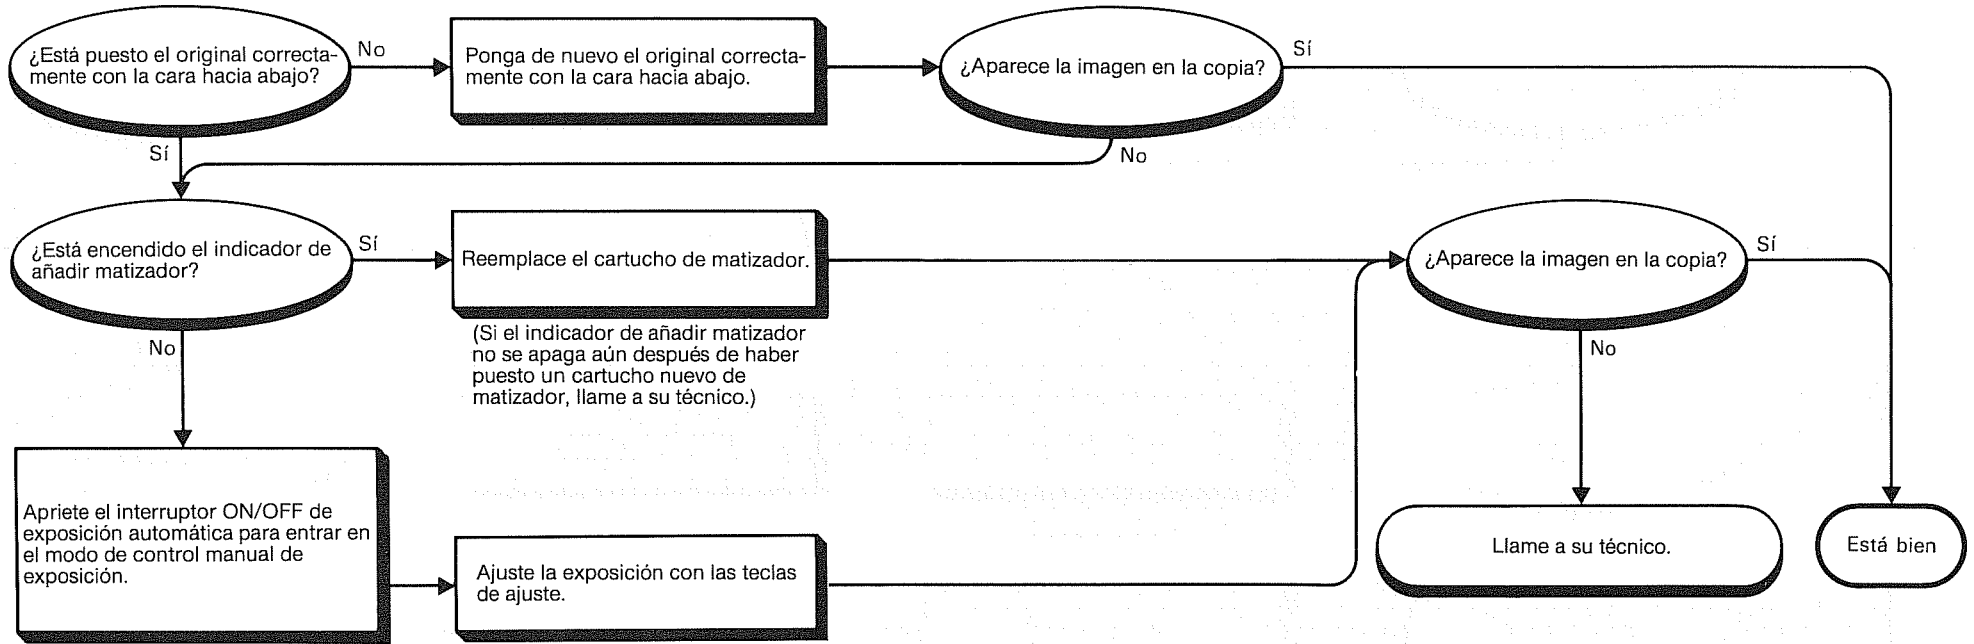 ¿Está puesto el original correcta-
mente con la cara hacia abajo?
No
Ponga de nuevo el original correcta-
mente con la cara hacia abajo.
¿Aparece la imagen en la copia?
Sí
Sí
No
¿Está encendido el indicador de
añadir matizador?
Sí
Reemplace el cartucho de matizador.
(Si el indicador de añadir matizador
no se apaga aún después de haber
puesto un cartucho nuevo de
matizador, llame a su técnico.)
¿Aparece la imagen en la copia?
Sí
No
No
Apriete el interruptor ON/OFF de
exposición automática para entrar en
el modo de control manual de
exposición.
Ajuste la exposición con las teclas
de ajuste.
Llame a su técnico.
Está bien